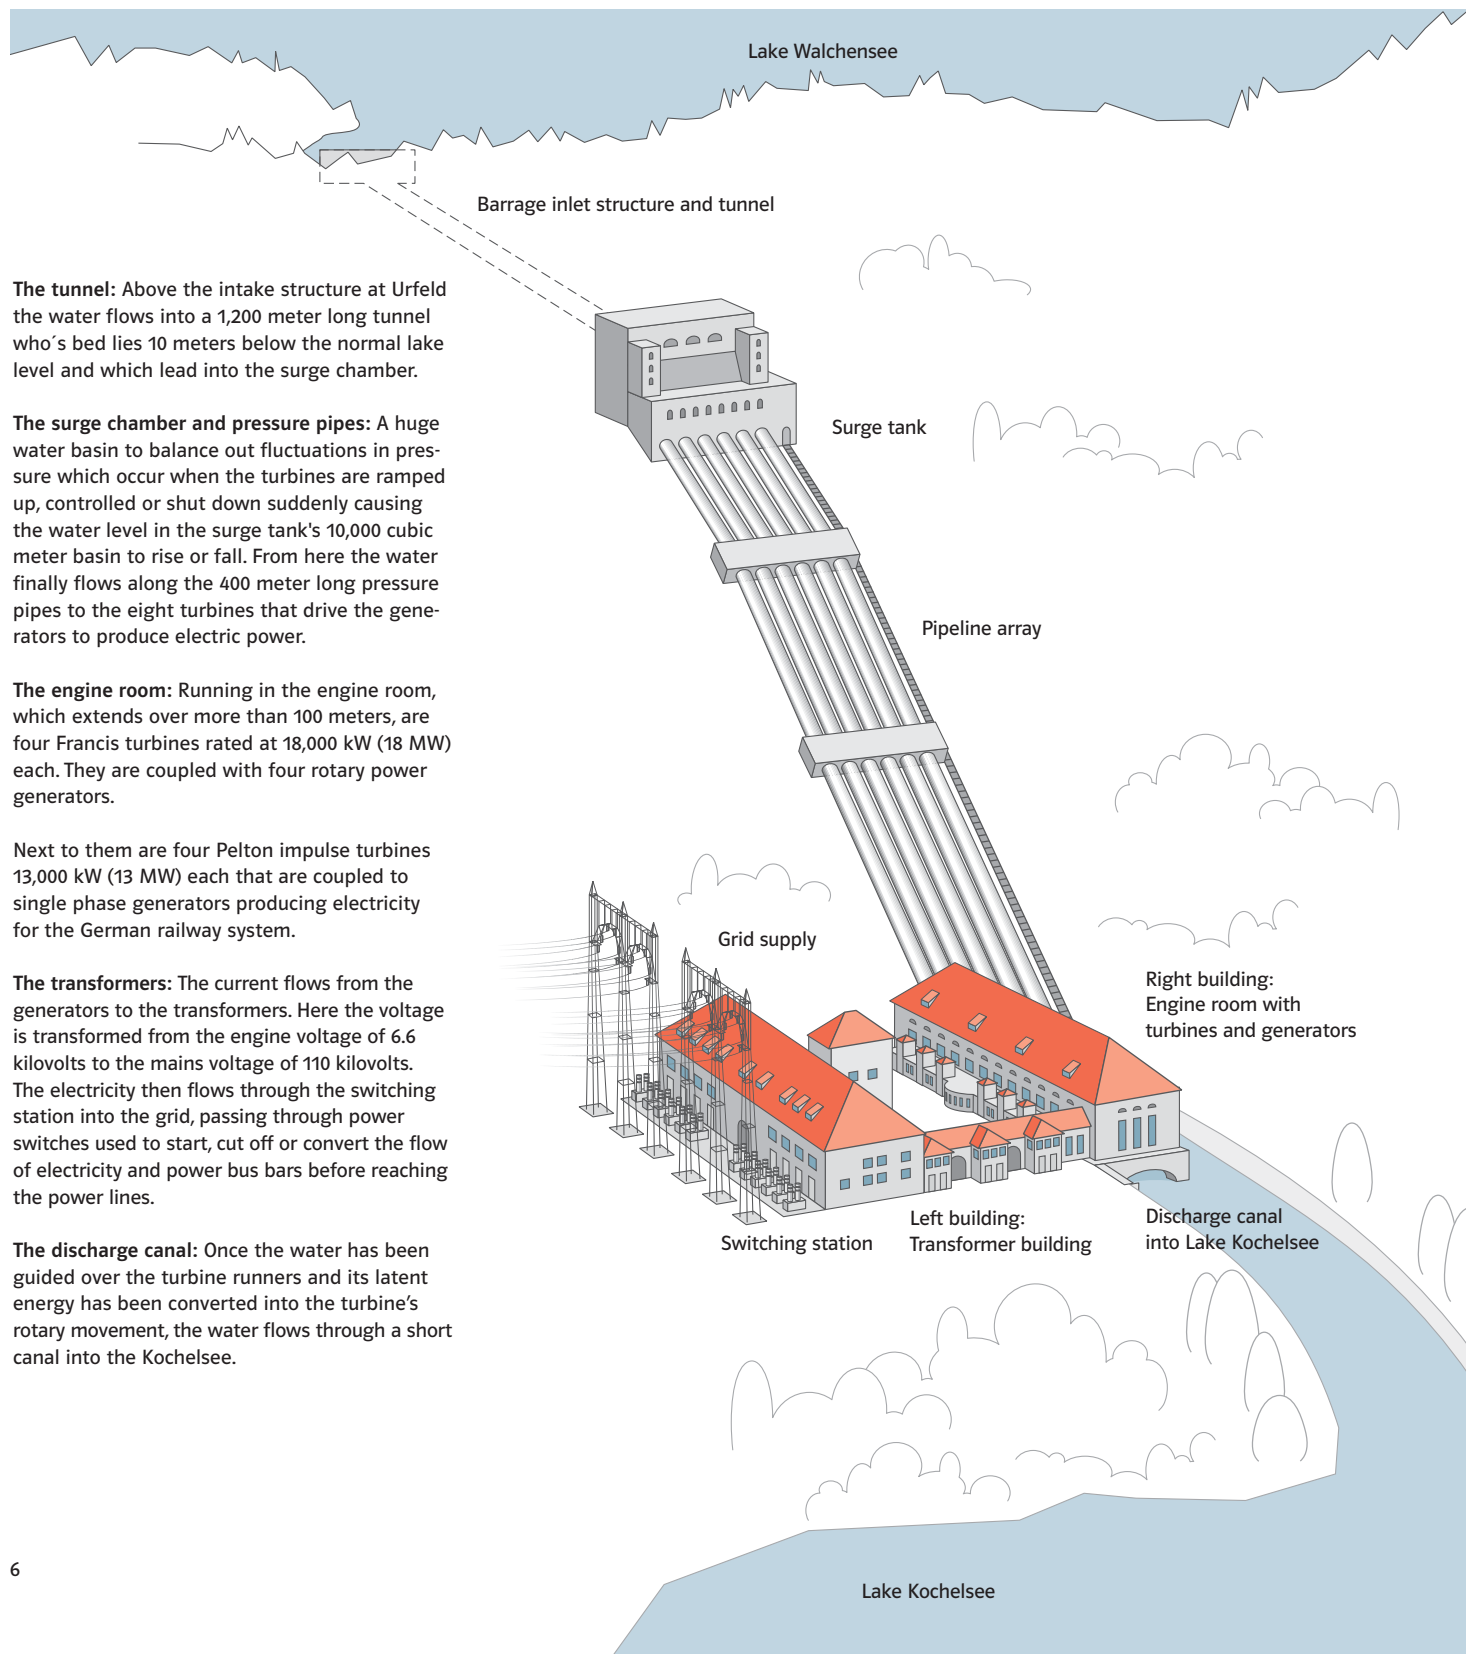 Lake Walchensee
Barrage inlet structure and tunnel
The tunnel: Above the intake structure at Urfeld
the water flows into a 1,200 meter long tunnel
who´s bed lies 10 meters below the normal lake
level and which lead into the surge chamber.
The surge chamber and pressure pipes: A huge
water basin to balance out fluctuations in pres-
sure which occur when the turbines are ramped
up, controlled or shut down suddenly causing
the water level in the surge tank's 10,000 cubic
meter basin to rise or fall. From here the water
finally flows along the 400 meter long pressure
pipes to the eight turbines that drive the gene-
rators to produce electric power.
The engine room: Running in the engine room,
which extends over more than 100 meters, are
four Francis turbines rated at 18,000 kW (18 MW)
each. They are coupled with four rotary power
generators.
Next to them are four Pelton impulse turbines
13,000 kW (13 MW) each that are coupled to
single phase generators producing electricity
for the German railway system.
The transformers: The current flows from the
generators to the transformers. Here the voltage
is transformed from the engine voltage of 6.6
kilovolts to the mains voltage of 110 kilovolts.
The electricity then flows through the switching
station into the grid, passing through power
switches used to start, cut off or convert the flow
of electricity and power bus bars before reaching
the power lines.
The discharge canal: Once the water has been
guided over the turbine runners and its latent
energy has been converted into the turbine’s
rotary movement, the water flows through a short
canal into the Kochelsee.
Surge tank
Pipeline array
Grid supply
Right building:
Engine room with
turbines and generators
Switching station
Left building:
Transformer building
Discharge canal
into Lake Kochelsee
Lake Kochelsee
6